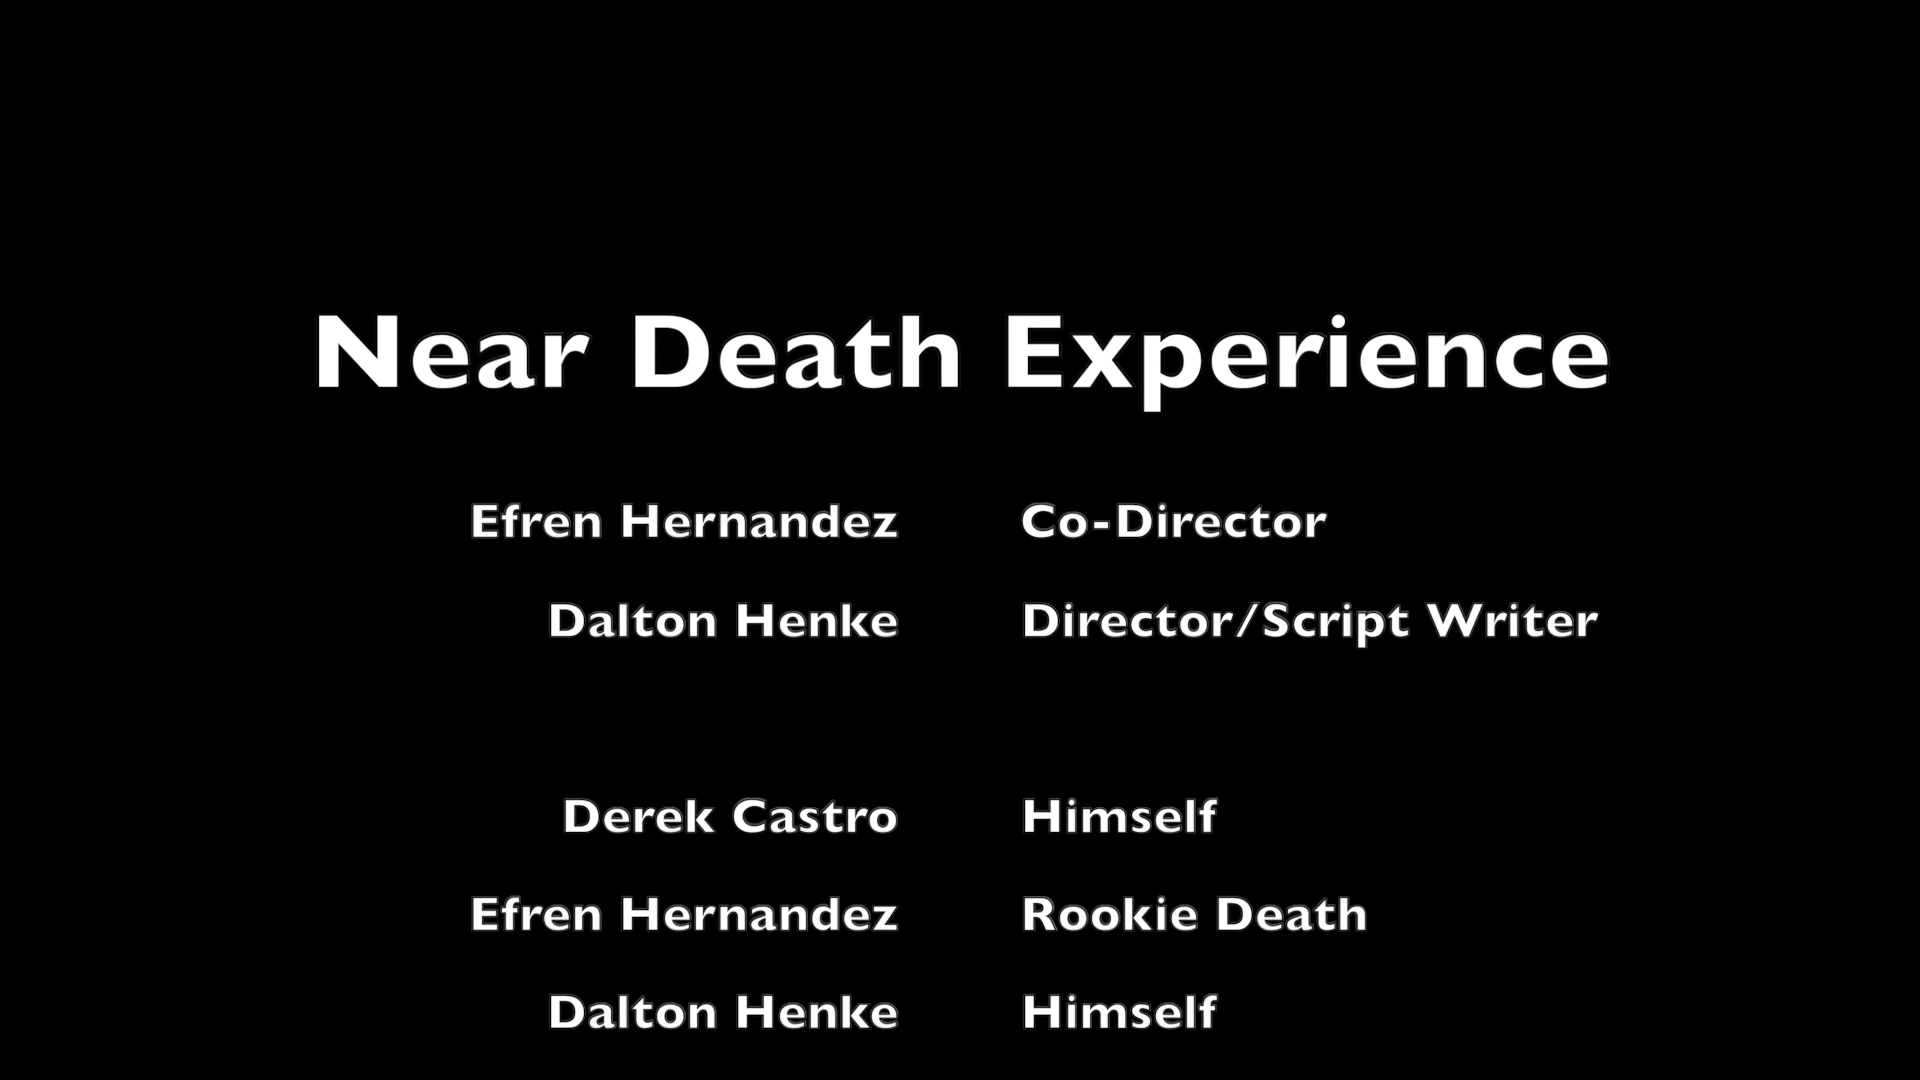 Near Death Experience
Efren Hernandez Co-Director
Dalton Henke Director/Script Writer
Derek Castro Himself
Efren Hernandez Rookie Death
Dalton Henke Himself